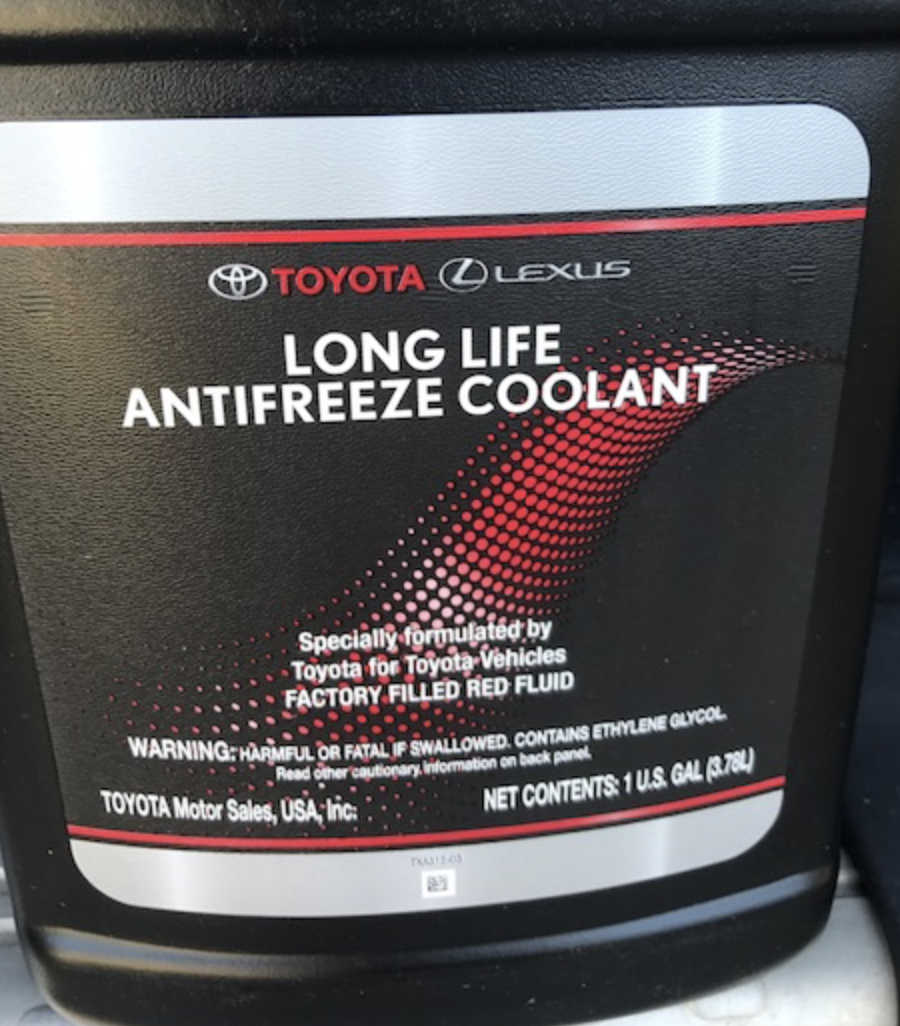 TOYOTA LEXUS
LONG LIFE
ANTIFREEZE COOLANT
Specially formulated by
Toyota for Toyota Vehicles
FACTORY FILLED RED FLUID
WARNING: HARMFUL OR FATAL IF SWALLOWED. CONTAINS ETHYLENE GLYCOL.
Read other cautionary information on back panel.
TOYOTA Motor Sales, USA, Inc.
NET CONTENTS: 1 U.S. GAL (3.78L)